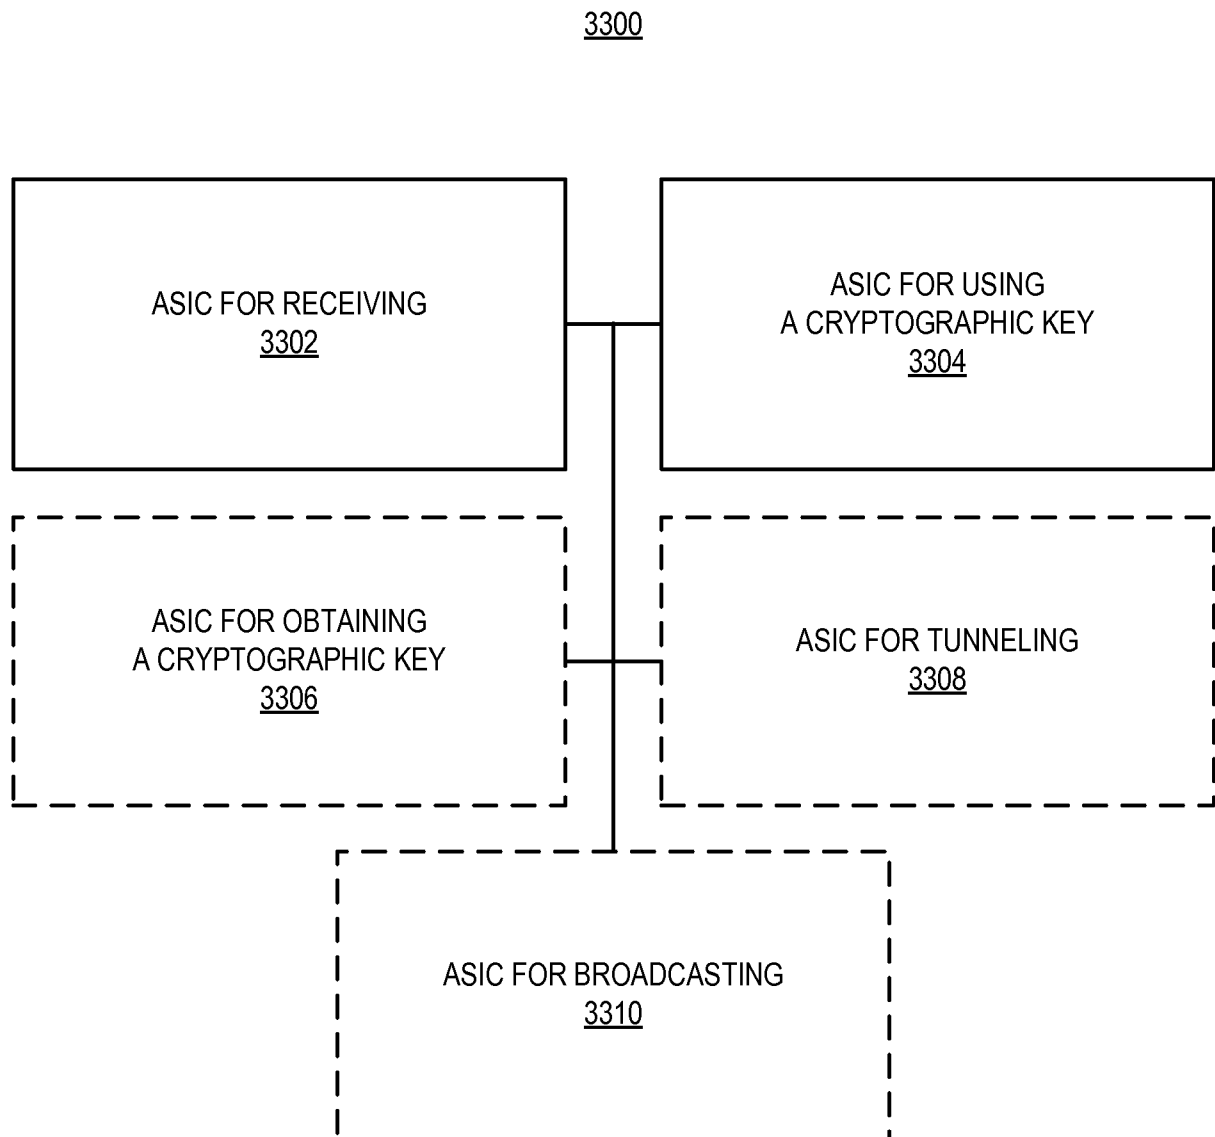 3300
ASIC FOR RECEIVING
3302
ASIC FOR USING
A CRYPTOGRAPHIC KEY
3304
ASIC FOR OBTAINING
A CRYPTOGRAPHIC KEY
3306
ASIC FOR TUNNELING
3308
ASIC FOR BROADCASTING
3310